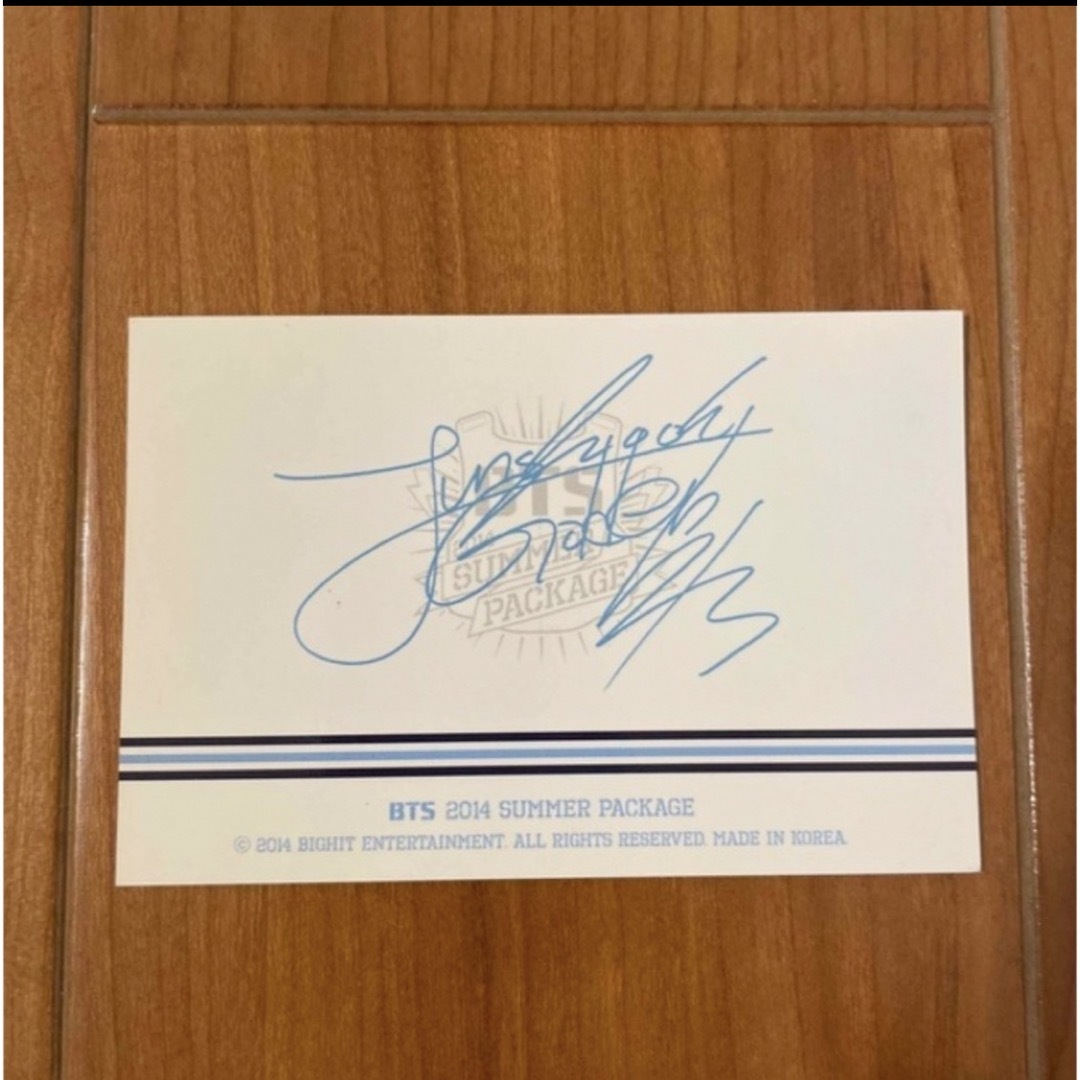 BTS
SUMMER
PACKAGE
BTS 2014 SUMMER PACKAGE
© 2014 BIGHIT ENTERTAINMENT. ALL RIGHTS RESERVED. MADE IN KOREA.